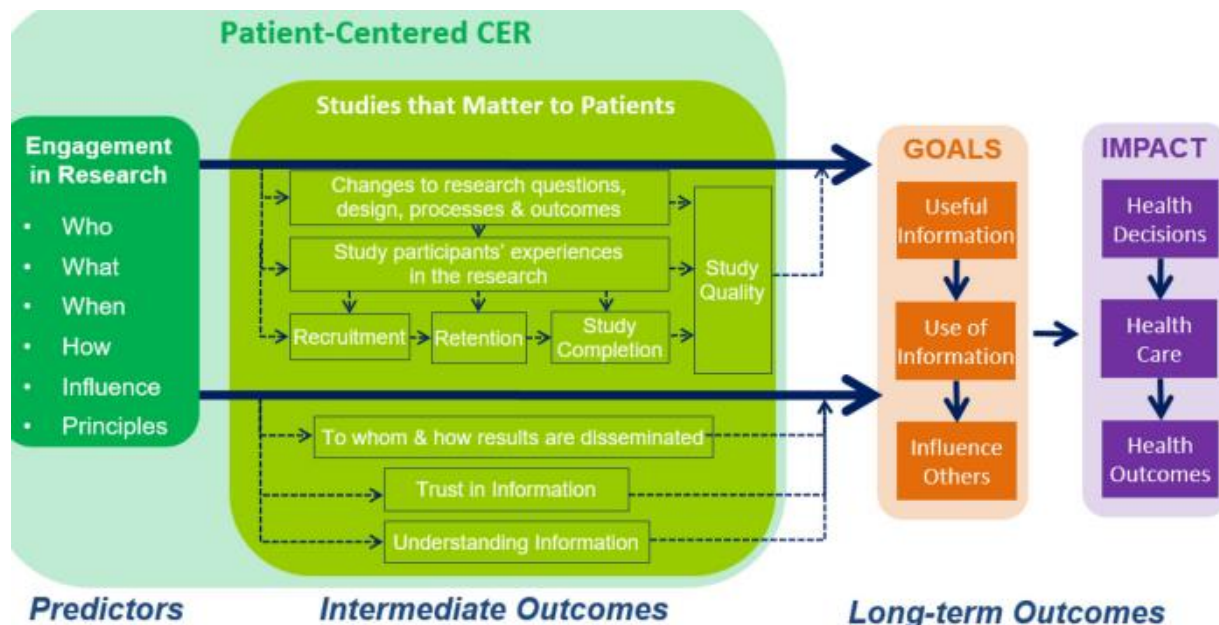 Patient-Centered CER
Studies that Matter to Patients
Engagement
in Research
• Who
• What
• When
• How
• Influence
• Principles
Changes to research questions,
design, processes & outcomes
Study participants' experiences
in the research
Recruitment
Retention
Study
Completion
Study
Quality
To whom & how results are disseminated
Trust in Information
Understanding Information
GOALS
Useful
Information
Use of
Information
Influence
Others
IMPACT
Health
Decisions
Health
Care
Health
Outcomes
Predictors
Intermediate Outcomes
Long-term Outcomes